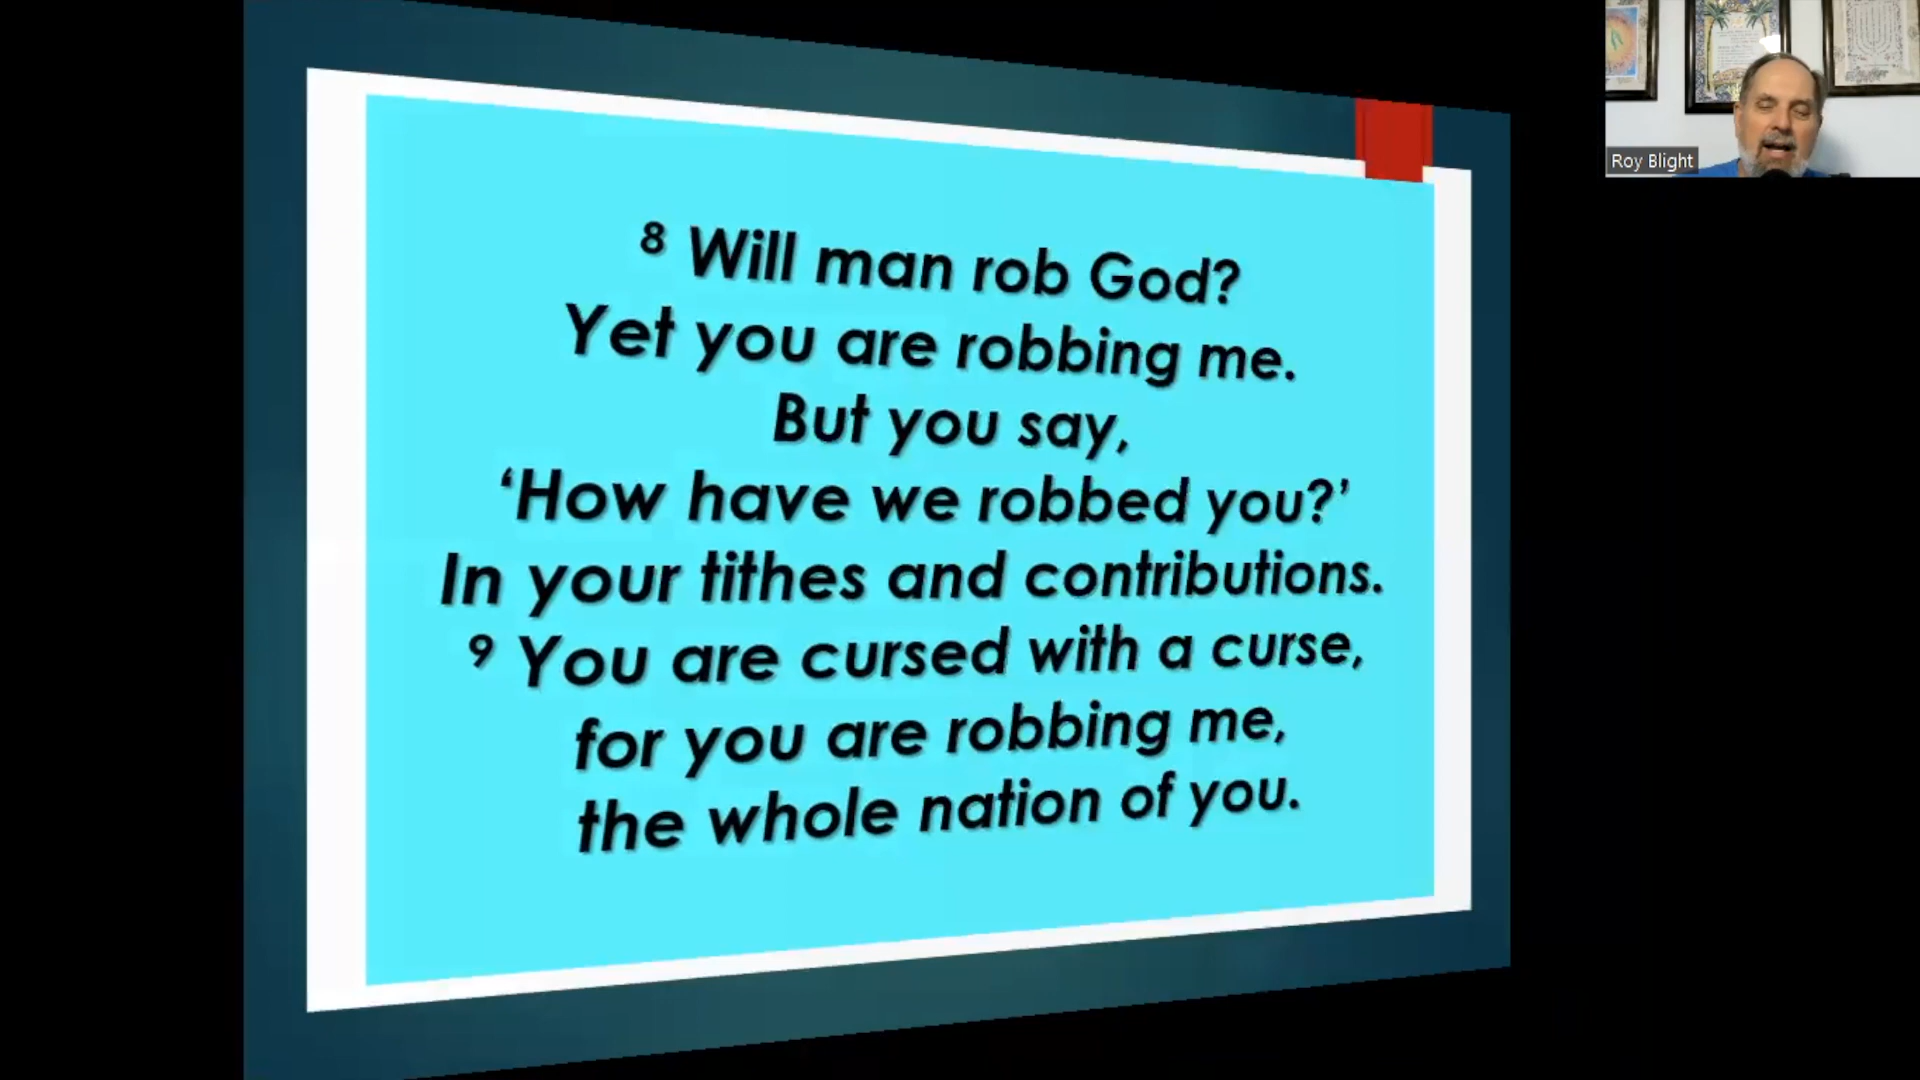 ⁸ Will man rob God?
Yet you are robbing me.
But you say,
‘How have we robbed you?’
In your tithes and contributions.
⁹ You are cursed with a curse,
for you are robbing me,
the whole nation of you.
Roy Blight